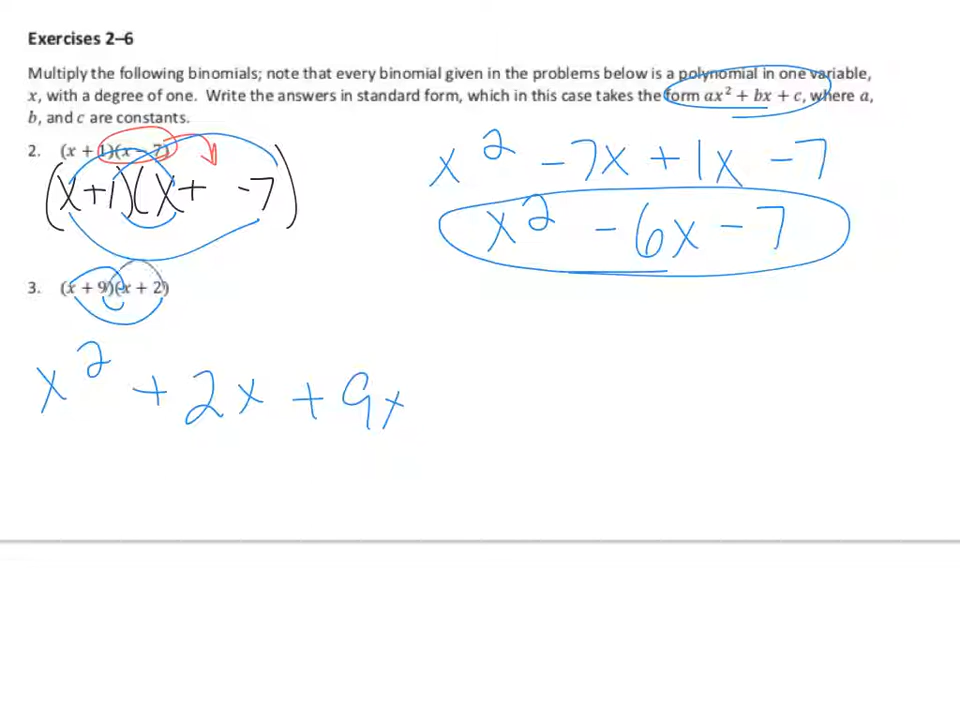 Exercises 2–6
Multiply the following binomials; note that every binomial given in the problems below is a polynomial in one variable,
x, with a degree of one. Write the answers in standard form, which in this case takes the form ax² + bx + c, where a,
b, and c are constants.
2. (x + 1)(x − 7)
(x+1)(x+ -7)
x² -7x +1x -7
x² -6x -7
3. (x + 9)(x + 2)
x² +2x +9x